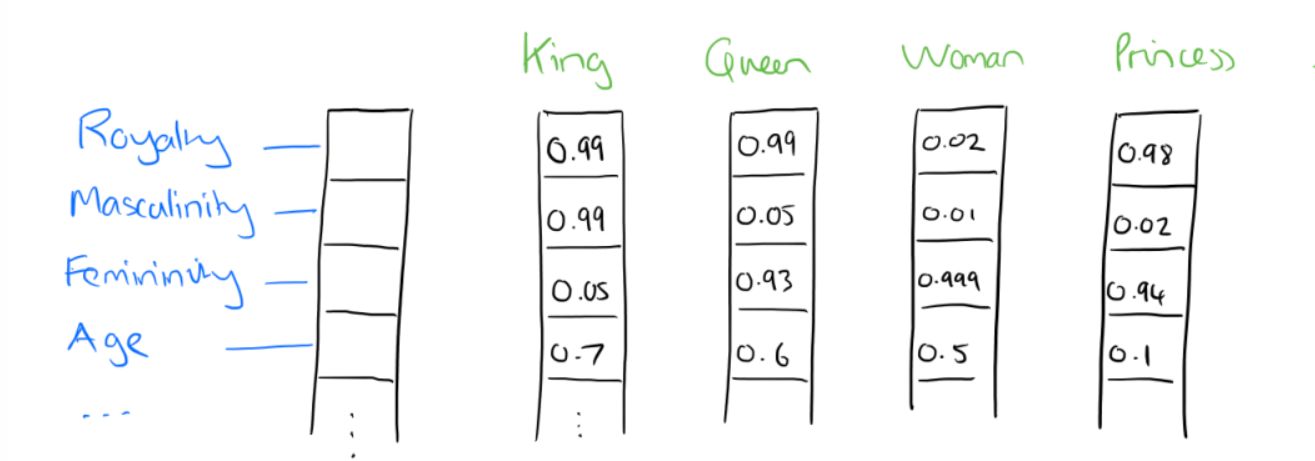 King Queen Woman Princess
Royalty 0.99 0.99 0.02 0.98
Masculinity 0.99 0.05 0.01 0.02
Femininity 0.05 0.93 0.999 0.94
Age 0.7 0.6 0.5 0.1
...